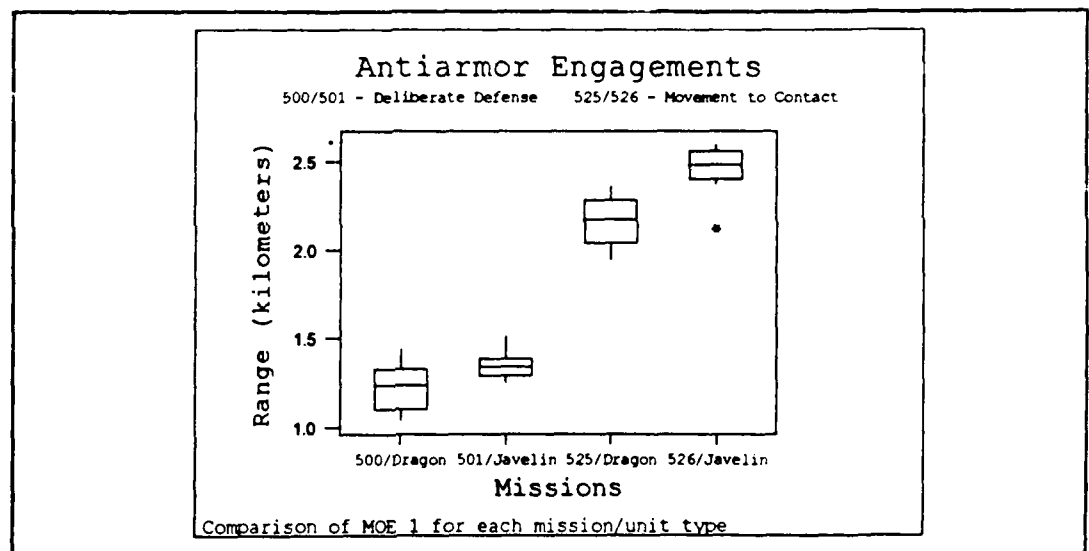 Antiarmor Engagements
500/501 - Deliberate Defense 525/526 - Movement to Contact
Range (kilometers)
2.5
2.0
1.5
1.0
500/Dragon 501/Javelin 525/Dragon 526/Javelin
Missions
Comparison of MOE 1 for each mission/unit type